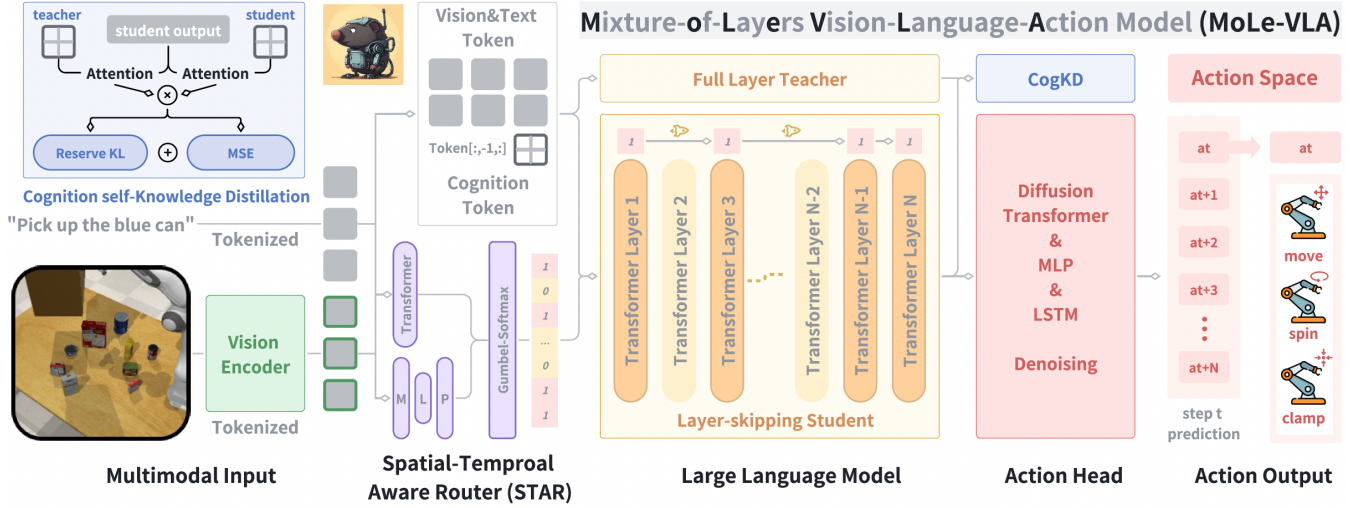 Mixture-of-Layers Vision-Language-Action Model (MoLe-VLA)
teacher
student output
student
Attention
Attention
×
Reserve KL
+
MSE
Cognition self-Knowledge Distillation
"Pick up the blue can"
Tokenized
Vision
Encoder
Tokenized
Multimodal Input
Vision&Text
Token
Token[:,-1,:]
Cognition
Token
Transformer
M
L
P
Gumbel-Softmax
1
0
1
...
0
1
1
Spatial-Temproal
Aware Router (STAR)
Full Layer Teacher
1
1
1
1
Transformer Layer 1
Transformer Layer 2
Transformer Layer 3
Transformer Layer N-2
Transformer Layer N-1
Transformer Layer N
Layer-skipping Student
Large Language Model
CogKD
Diffusion
Transformer
&
MLP
&
LSTM
Denoising
Action Head
Action Space
at
at
at+1
at+2
at+3
at+N
step t
prediction
move
spin
clamp
Action Output